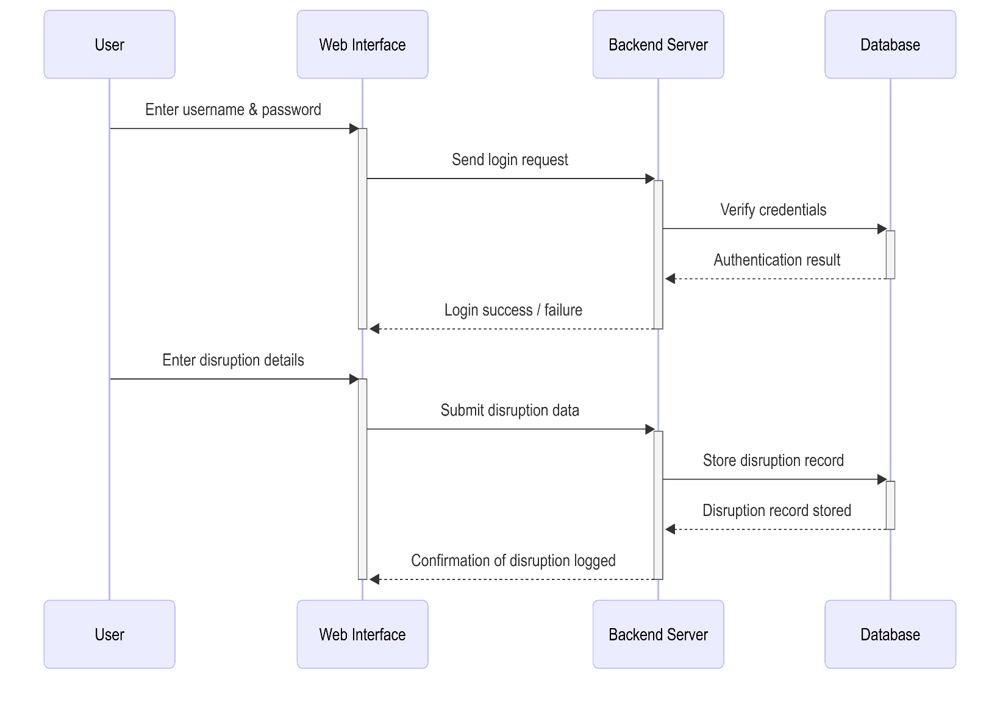 User
Web Interface
Backend Server
Database
Enter username & password
Send login request
Verify credentials
Authentication result
Login success / failure
Enter disruption details
Submit disruption data
Store disruption record
Disruption record stored
Confirmation of disruption logged
User
Web Interface
Backend Server
Database